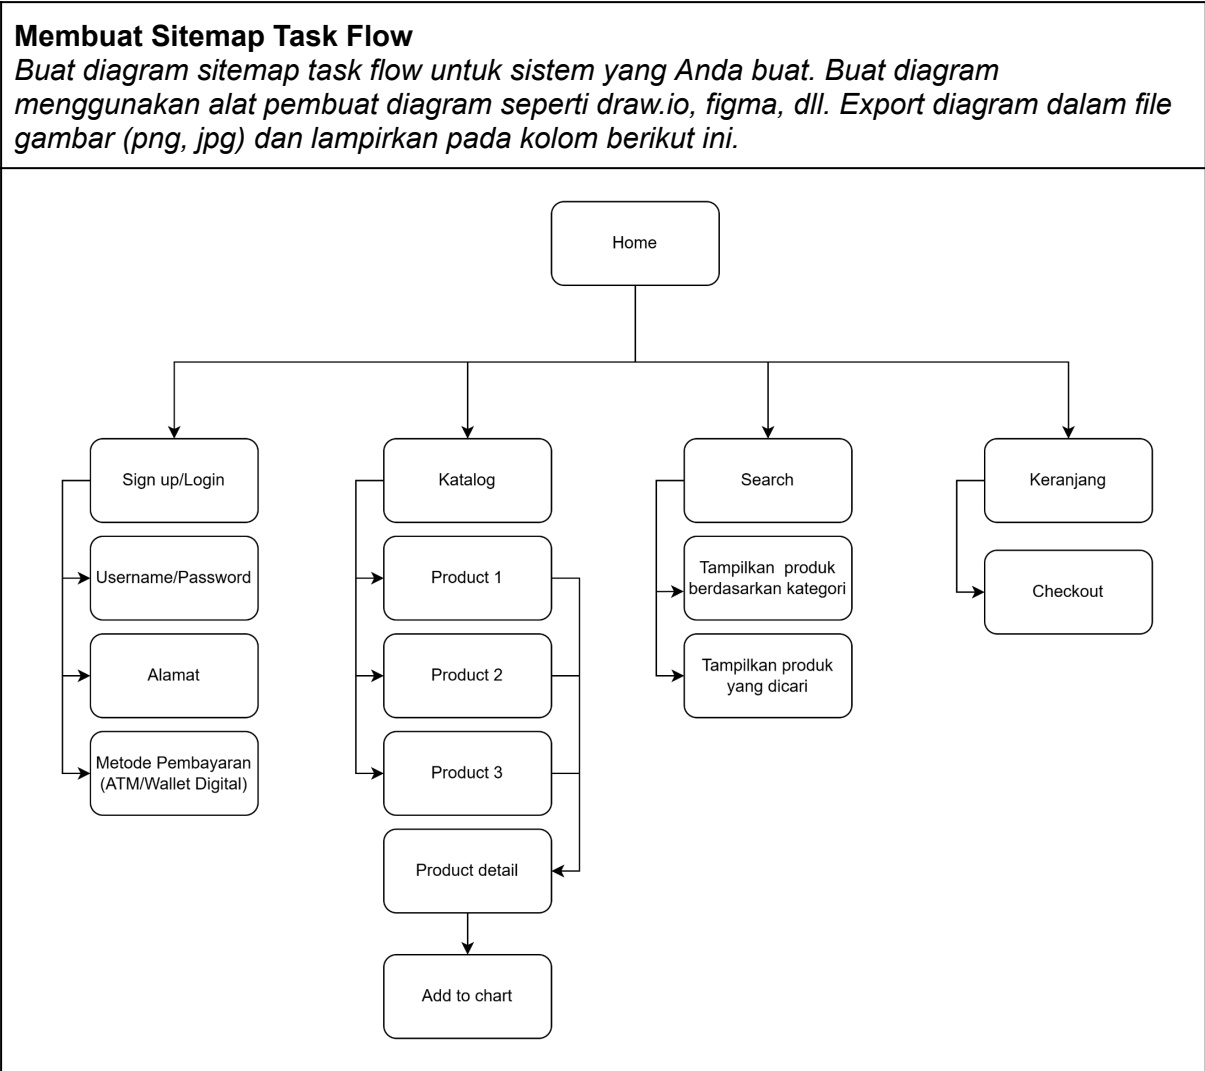 Membuat Sitemap Task Flow
Buat diagram sitemap task flow untuk sistem yang Anda buat. Buat diagram
menggunakan alat pembuat diagram seperti draw.io, figma, dll. Export diagram dalam file
gambar (png, jpg) dan lampirkan pada kolom berikut ini.
Home
Sign up/Login
Username/Password
Alamat
Metode Pembayaran
(ATM/Wallet Digital)
Katalog
Product 1
Product 2
Product 3
Product detail
Add to chart
Search
Tampilkan produk
berdasarkan kategori
Tampilkan produk
yang dicari
Keranjang
Checkout